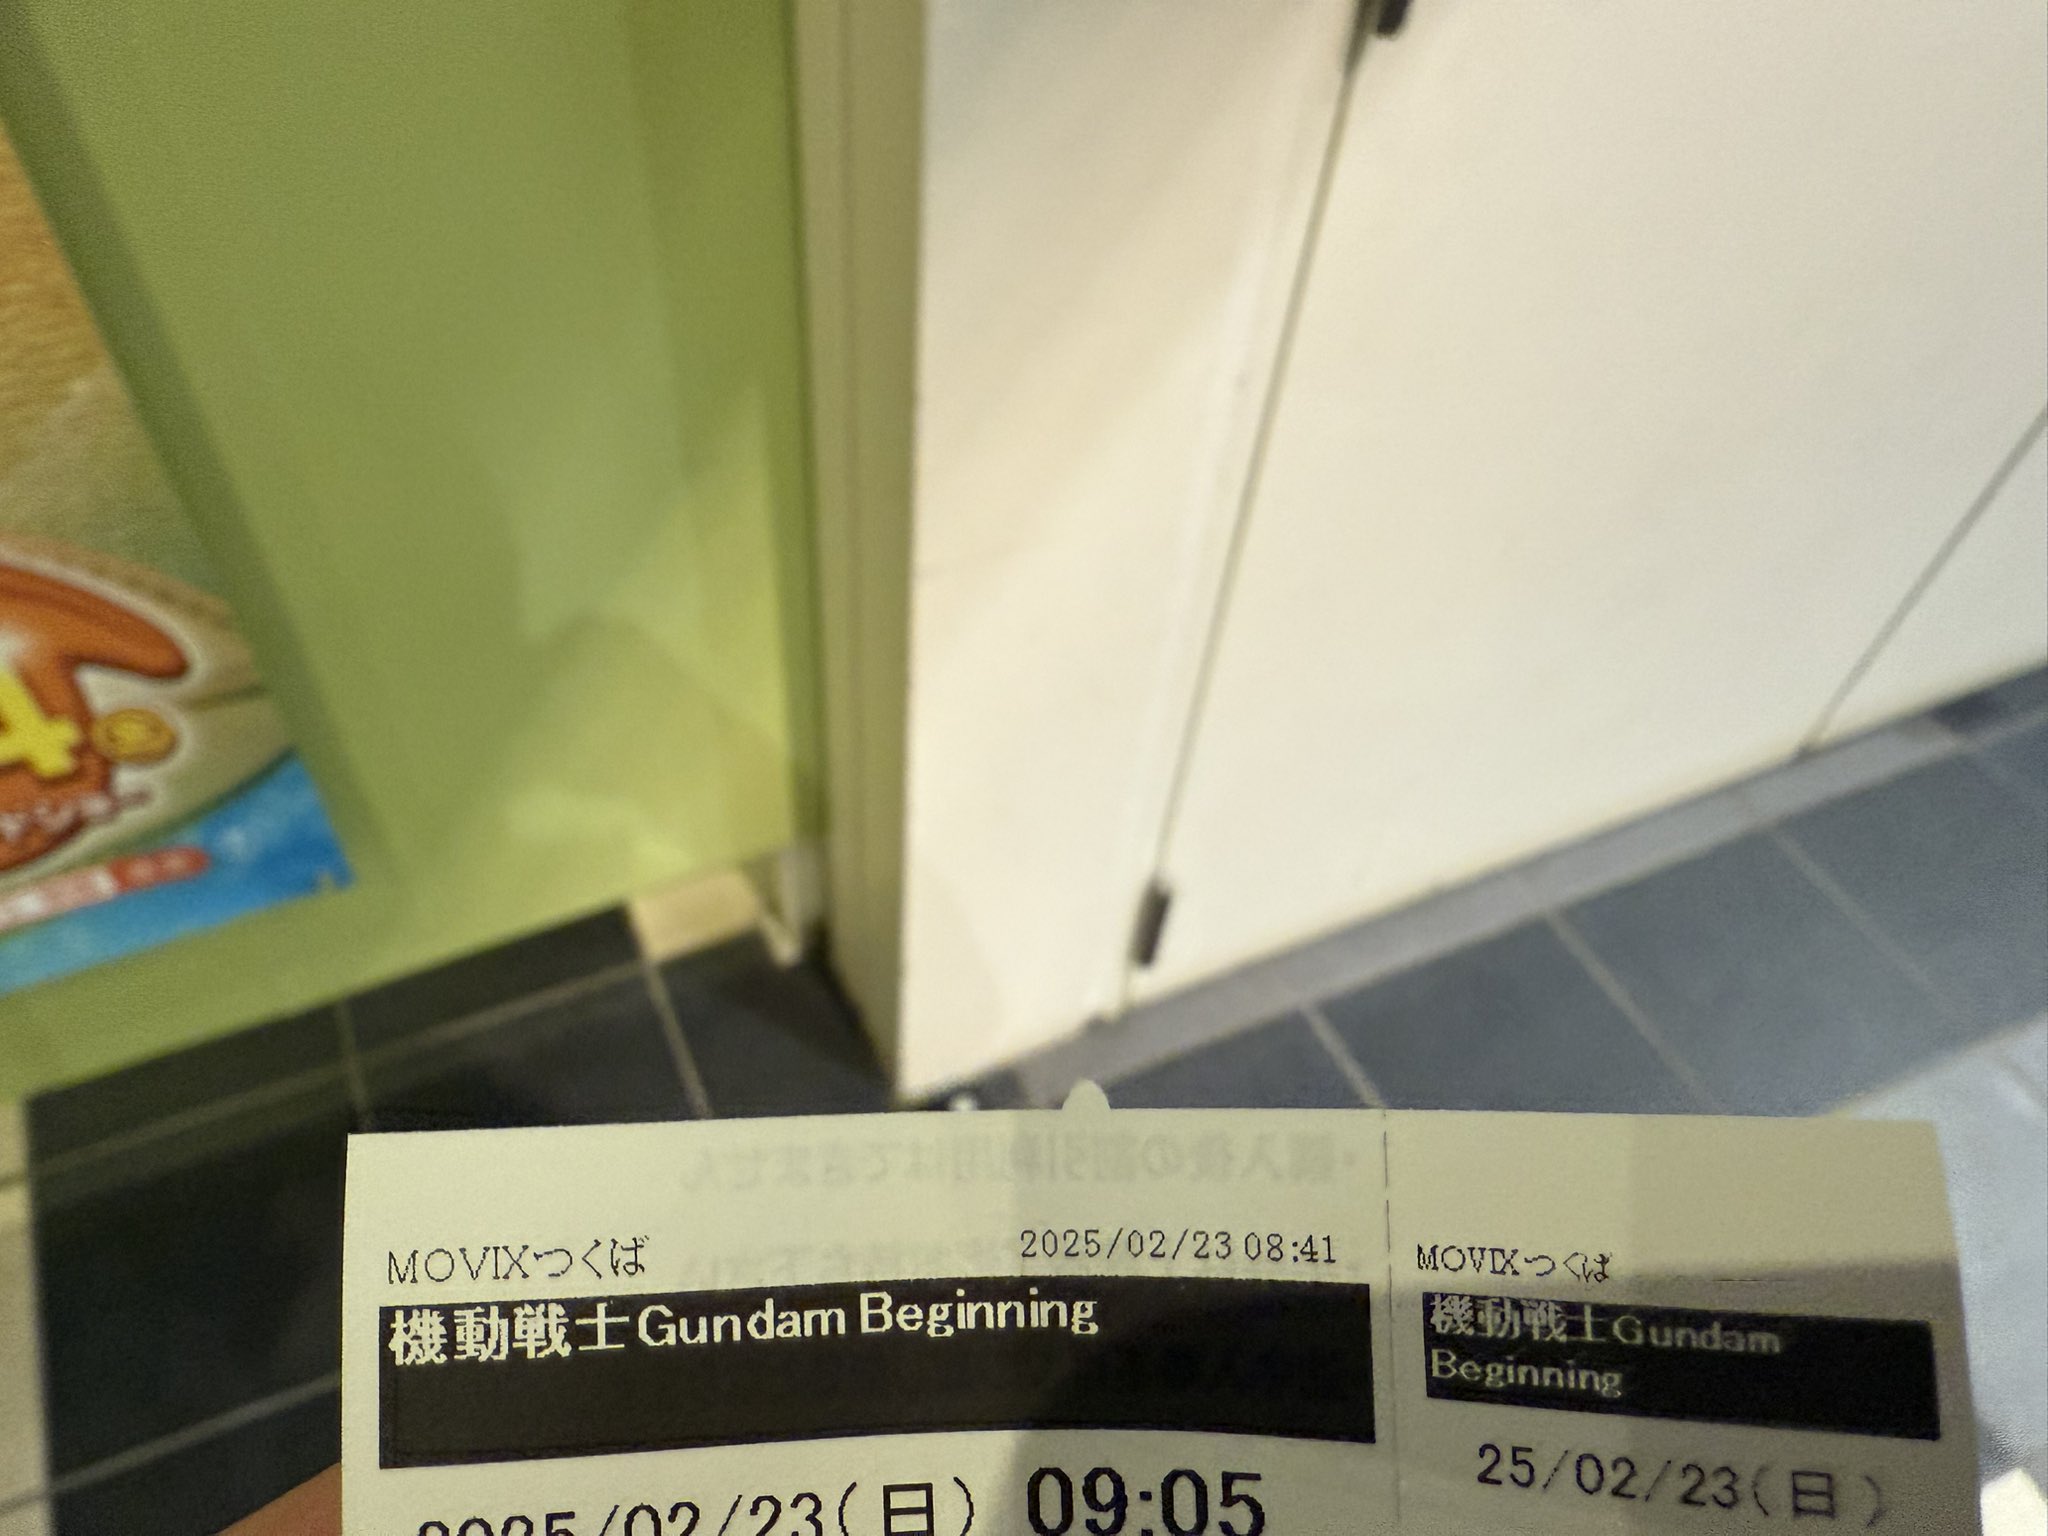 4
MOVIXつくば 2025/02/23 08:41
機動戦士Gundam Beginning
2025/02/23(日) 09:05
MOVIXつくば
機動戦士Gundam
Beginning
25/02/23(日)